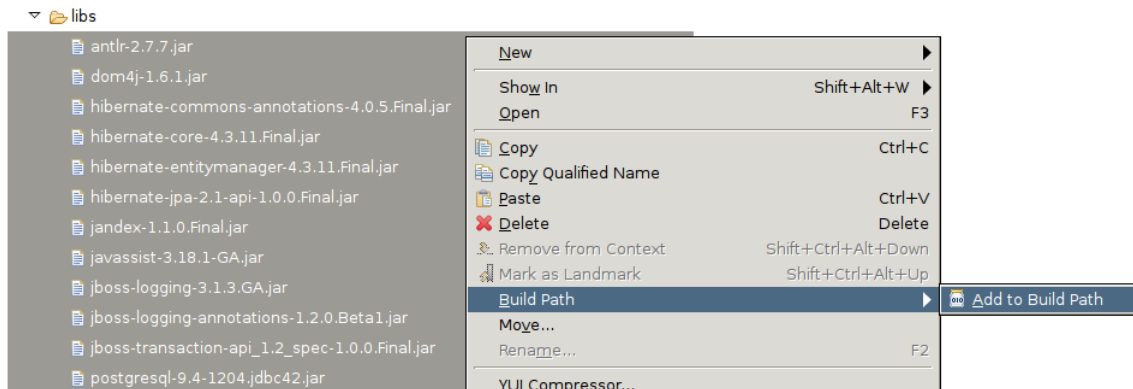 libs
antlr-2.7.7.jar
dom4j-1.6.1.jar
hibernate-commons-annotations-4.0.5.Final.jar
hibernate-core-4.3.11.Final.jar
hibernate-entitymanager-4.3.11.Final.jar
hibernate-jpa-2.1-api-1.0.0.Final.jar
jandex-1.1.0.Final.jar
javassist-3.18.1-GA.jar
jboss-logging-3.1.3.GA.jar
jboss-logging-annotations-1.2.0.Beta1.jar
jboss-transaction-api_1.2_spec-1.0.0.Final.jar
postgresql-9.4-1204.jdbc42.jar
New
Show In Shift+Alt+W
Open F3
Copy Ctrl+C
Copy Qualified Name
Paste Ctrl+V
Delete Delete
Remove from Context Shift+Ctrl+Alt+Down
Mark as Landmark Shift+Ctrl+Alt+Up
Build Path
Move...
Rename... F2
YUI Compressor...
Add to Build Path